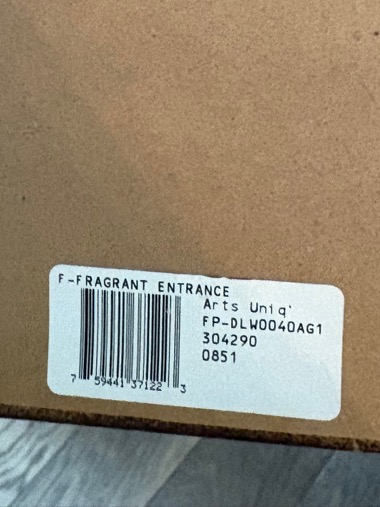 F-FRAGRANT ENTRANCE
Arts Uniq'
FP-DLW0040AG1
304290
0851
7 59441 37122 3